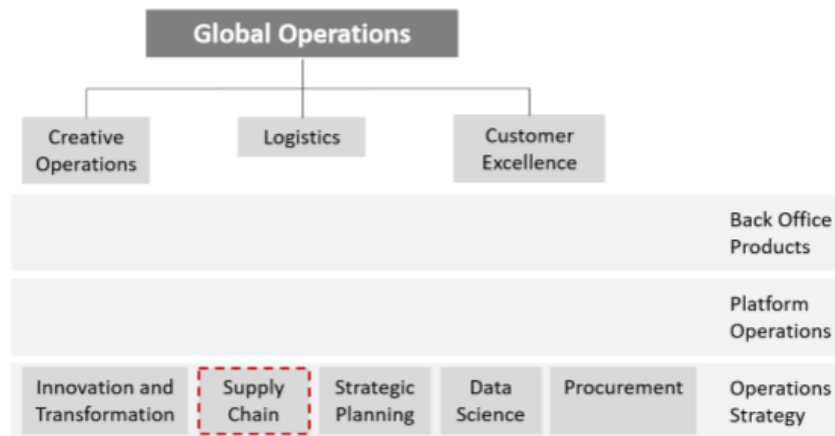 Global Operations
Creative
Operations
Logistics
Customer
Excellence
Back Office
Products
Platform
Operations
Innovation and
Transformation
Supply
Chain
Strategic
Planning
Data
Science
Procurement
Operations
Strategy